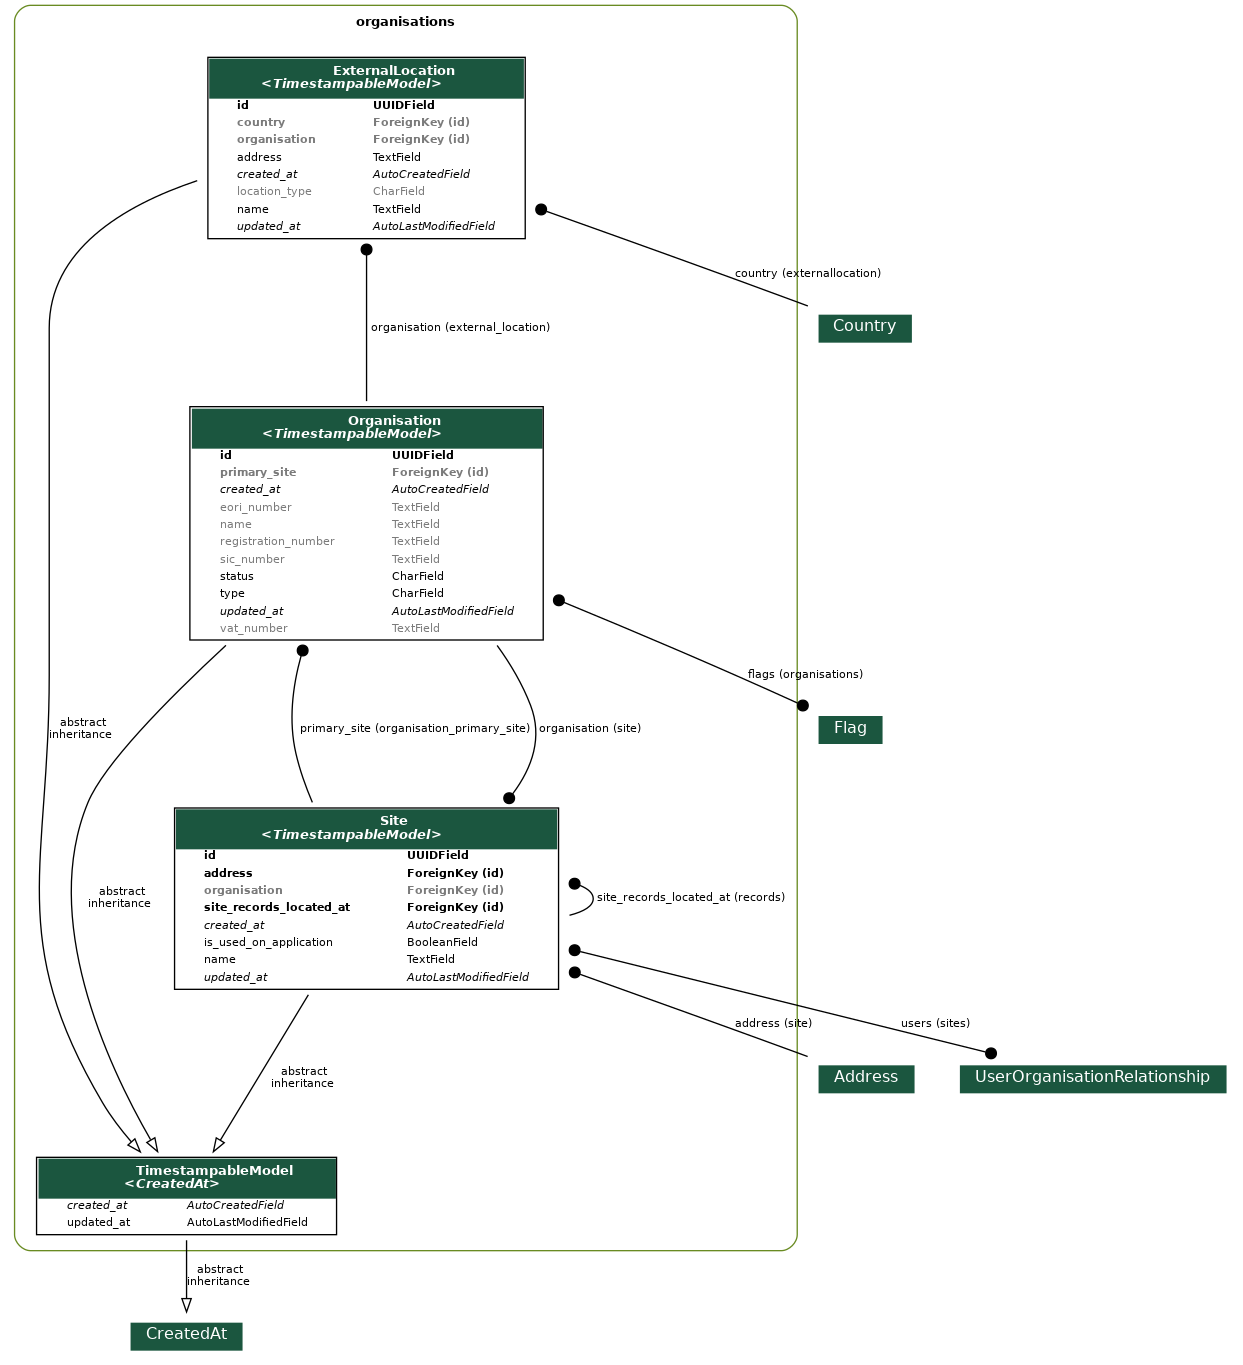 organisations
ExternalLocation
<TimestampableModel>
id UUIDField
country ForeignKey (id)
organisation ForeignKey (id)
address TextField
created_at AutoCreatedField
location_type CharField
name TextField
updated_at AutoLastModifiedField
country (externallocation)
Country
organisation (external_location)
Organisation
<TimestampableModel>
id UUIDField
primary_site ForeignKey (id)
created_at AutoCreatedField
eori_number TextField
name TextField
registration_number TextField
sic_number TextField
status CharField
type CharField
updated_at AutoLastModifiedField
vat_number TextField
flags (organisations)
Flag
abstract
inheritance
primary_site (organisation_primary_site)
organisation (site)
Site
<TimestampableModel>
id UUIDField
address ForeignKey (id)
organisation ForeignKey (id)
site_records_located_at ForeignKey (id)
created_at AutoCreatedField
is_used_on_application BooleanField
name TextField
updated_at AutoLastModifiedField
abstract
inheritance
site_records_located_at (records)
address (site)
users (sites)
Address
UserOrganisationRelationship
abstract
inheritance
TimestampableModel
<CreatedAt>
created_at AutoCreatedField
updated_at AutoLastModifiedField
abstract
inheritance
CreatedAt